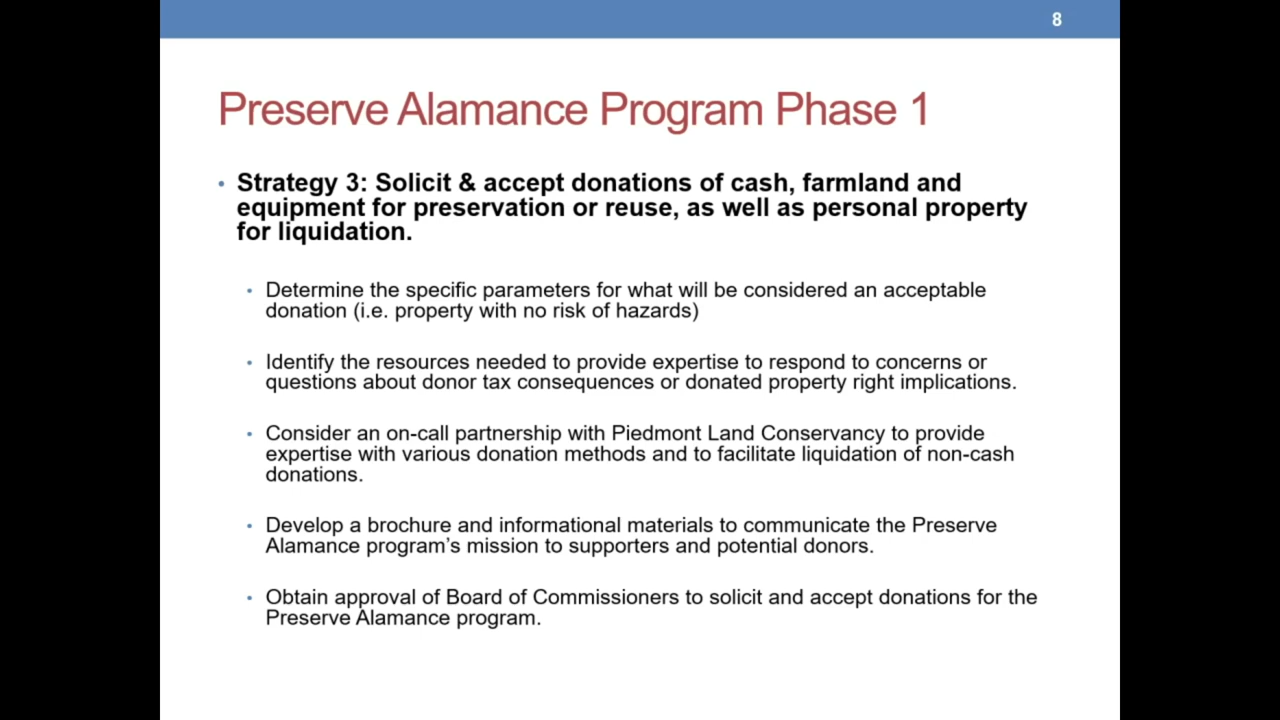 8
Preserve Alamance Program Phase 1
• Strategy 3: Solicit & accept donations of cash, farmland and
equipment for preservation or reuse, as well as personal property
for liquidation.
• Determine the specific parameters for what will be considered an acceptable
donation (i.e. property with no risk of hazards)
• Identify the resources needed to provide expertise to respond to concerns or
questions about donor tax consequences or donated property right implications.
• Consider an on-call partnership with Piedmont Land Conservancy to provide
expertise with various donation methods and to facilitate liquidation of non-cash
donations.
• Develop a brochure and informational materials to communicate the Preserve
Alamance program’s mission to supporters and potential donors.
• Obtain approval of Board of Commissioners to solicit and accept donations for the
Preserve Alamance program.